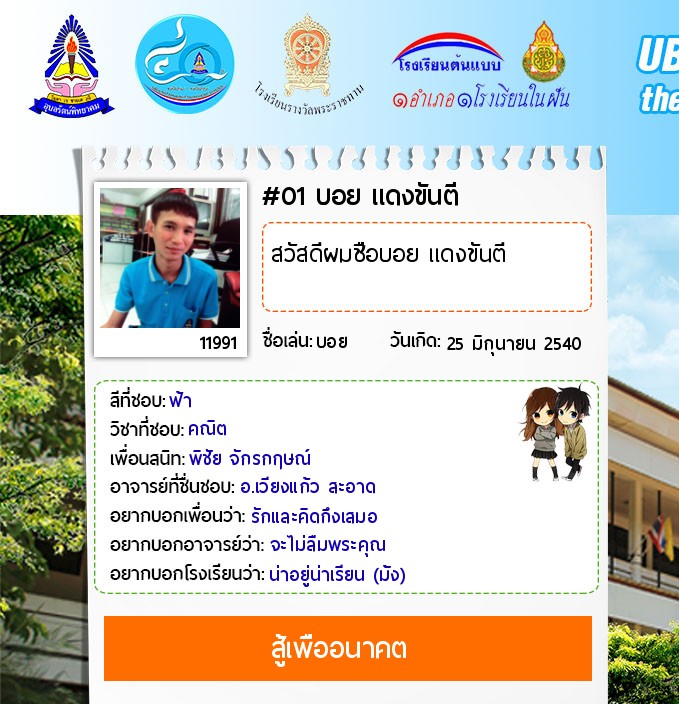 อุบลรัตน์พิทยาคม
โรงเรียนรางวัลพระราชทาน
โรงเรียนต้นแบบ
๑อำเภอ๑โรงเรียนในฝัน
UB
the
#01 บอย แดงขันตี
สวัสดีผมชือบอย แดงขันตี
11991
ชื่อเล่น: บอย วันเกิด: 25 มิถุนายน 2540
สีที่ชอบ: ฟ้า
วิชาที่ชอบ: คณิต
เพื่อนสนิท: พิชัย จักรกฤษณ์
อาจารย์ที่ชื่นชอบ: อ.เวียงแก้ว สะอาด
อยากบอกเพื่อนว่า: รักและคิดถึงเสมอ
อยากบอกอาจารย์ว่า: จะไม่ลืมพระคุณ
อยากบอกโรงเรียนว่า: น่าอยู่น่าเรียน (มัง)
สู้เพืออนาคต